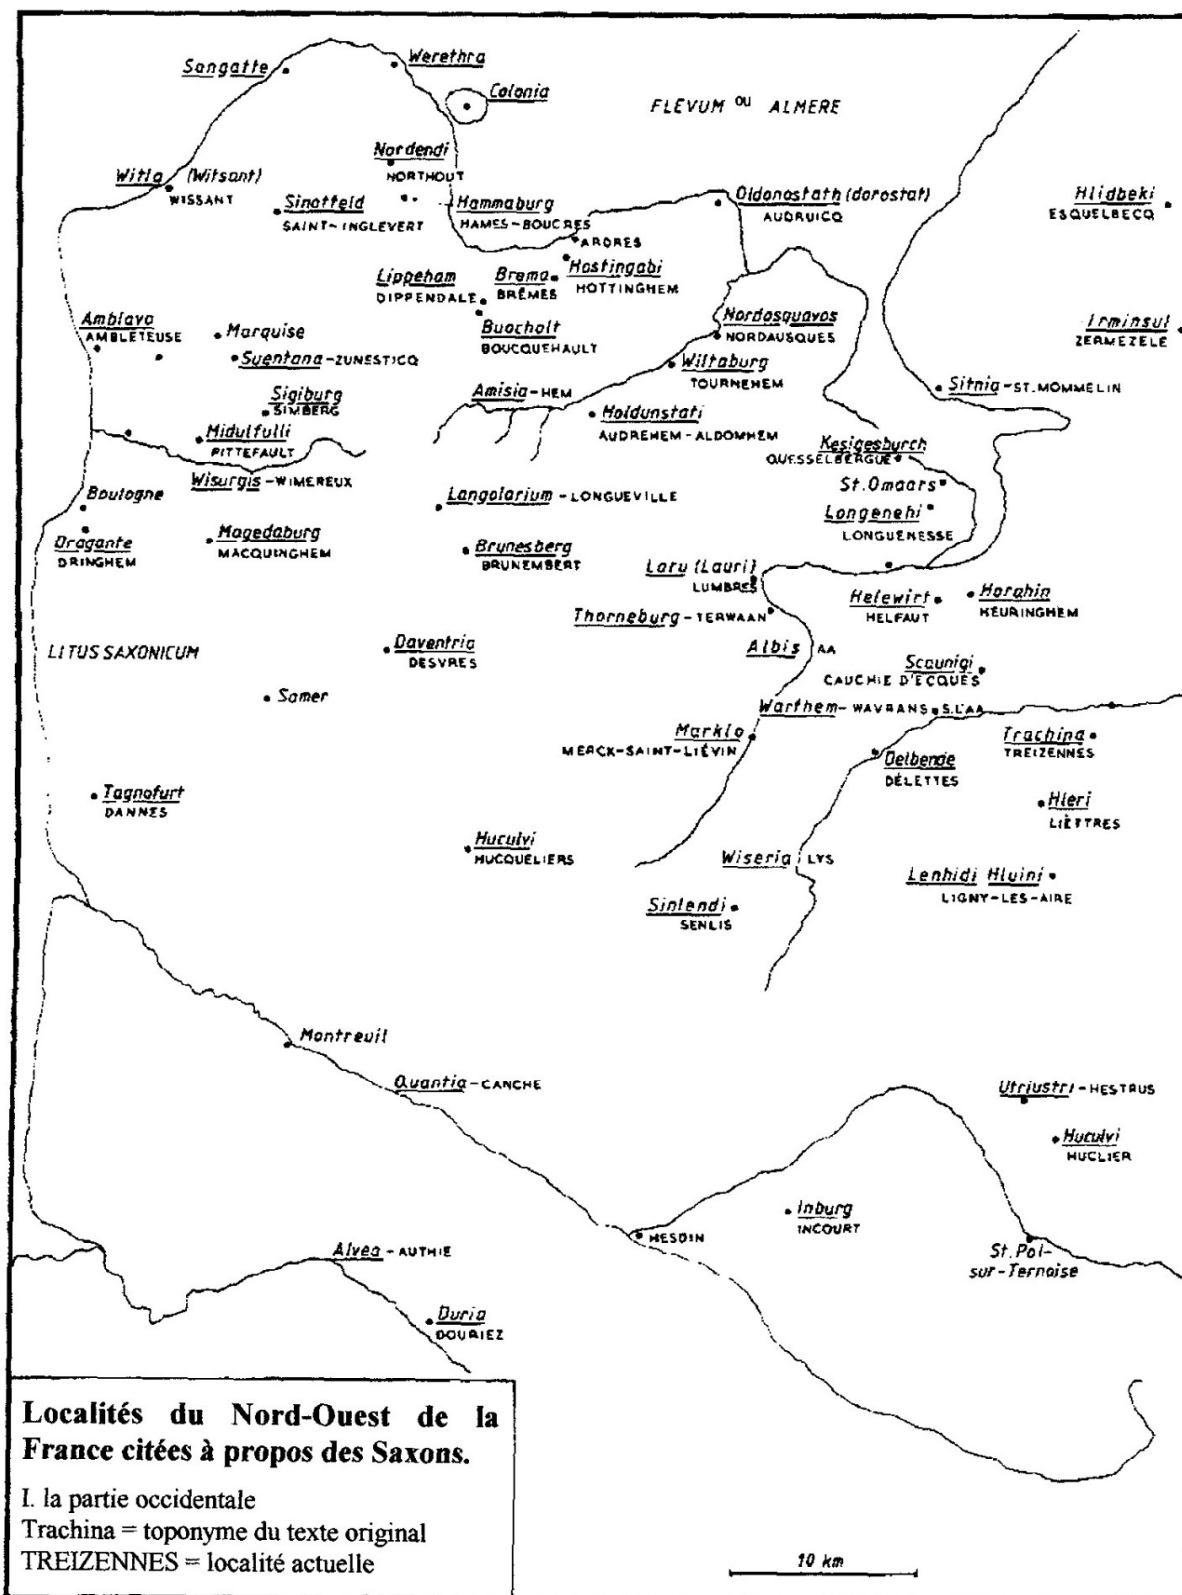 Sangatte
Werethra
Colonia
FLEVUM OU ALMERE
Nordendi
NORTHOUT
Witla (Witsant)
WISSANT
Sinotfeld
SAINT-INGLEVERT
Hammaburg
HAMES-BOUCRES
Oldonastath (dorostat)
AUDRUICQ
Hlidbeki
ESQUELBECQ
ARDRES
Lippeham
DIPPENDALE
Brema
BRÊMES
Hostingabi
HOTTINGHEM
Buocholt
BOUCQUEHAULT
Amblava
AMBLETEUSE
Marquise
Suentana-ZUNESTICQ
Nordosquavos
NORDAUSQUES
Irminsul
ZERMEZELE
Wiltaburg
TOURNEHEM
Sigiburg
SIMBERG
Amisia-HEM
Holdunstati
AUDREHEM-ALDOMHEM
Sitnia-ST.MOMMELIN
Midulfulli
PITTEFAULT
Kesigesburch
QUESSELBERGUE
Wisurgis-WIMEREUX
St.Omaars
Boulogne
Langolarium-LONGUEVILLE
Longenehi
LONGUENESSE
Dragante
DRINGHEM
Magedaburg
MACQUINGHEM
Brunesberg
BRUNEMBERT
Laru (Lauri)
LUMBRES
Helewirt
HELFAUT
Horahin
HEURINGHEM
Thorneburg-TERWAAN
LITUS SAXONICUM
Daventria
DESVRES
Albis AA
Scaunigi
CAUCHIE D'ECQUES
Samer
Warthem-WAVRANS S.L'AA
Marklo
MERCK-SAINT-LIÉVIN
Trachina
TREIZENNES
Delbende
DÉLETTES
Tagnofurt
DANNES
Hleri
LIÈTTRES
Huculvi
HUCQUELIERS
Wiseria LYS
Lenhidi Hluini
LIGNY-LES-AIRE
Sinlendi
SENLIS
Montreuil
Quantia-CANCHE
Utriustri-HESTRUS
Huculvi
HUCLIER
Inburg
INCOURT
HESDIN
St.Pol-
sur-Ternoise
Alvea-AUTHIE
Duria
DOURIEZ
Localités du Nord-Ouest de la
France citées à propos des Saxons.
I. la partie occidentale
Trachina = toponyme du texte original
TREIZENNES = localité actuelle
10 km